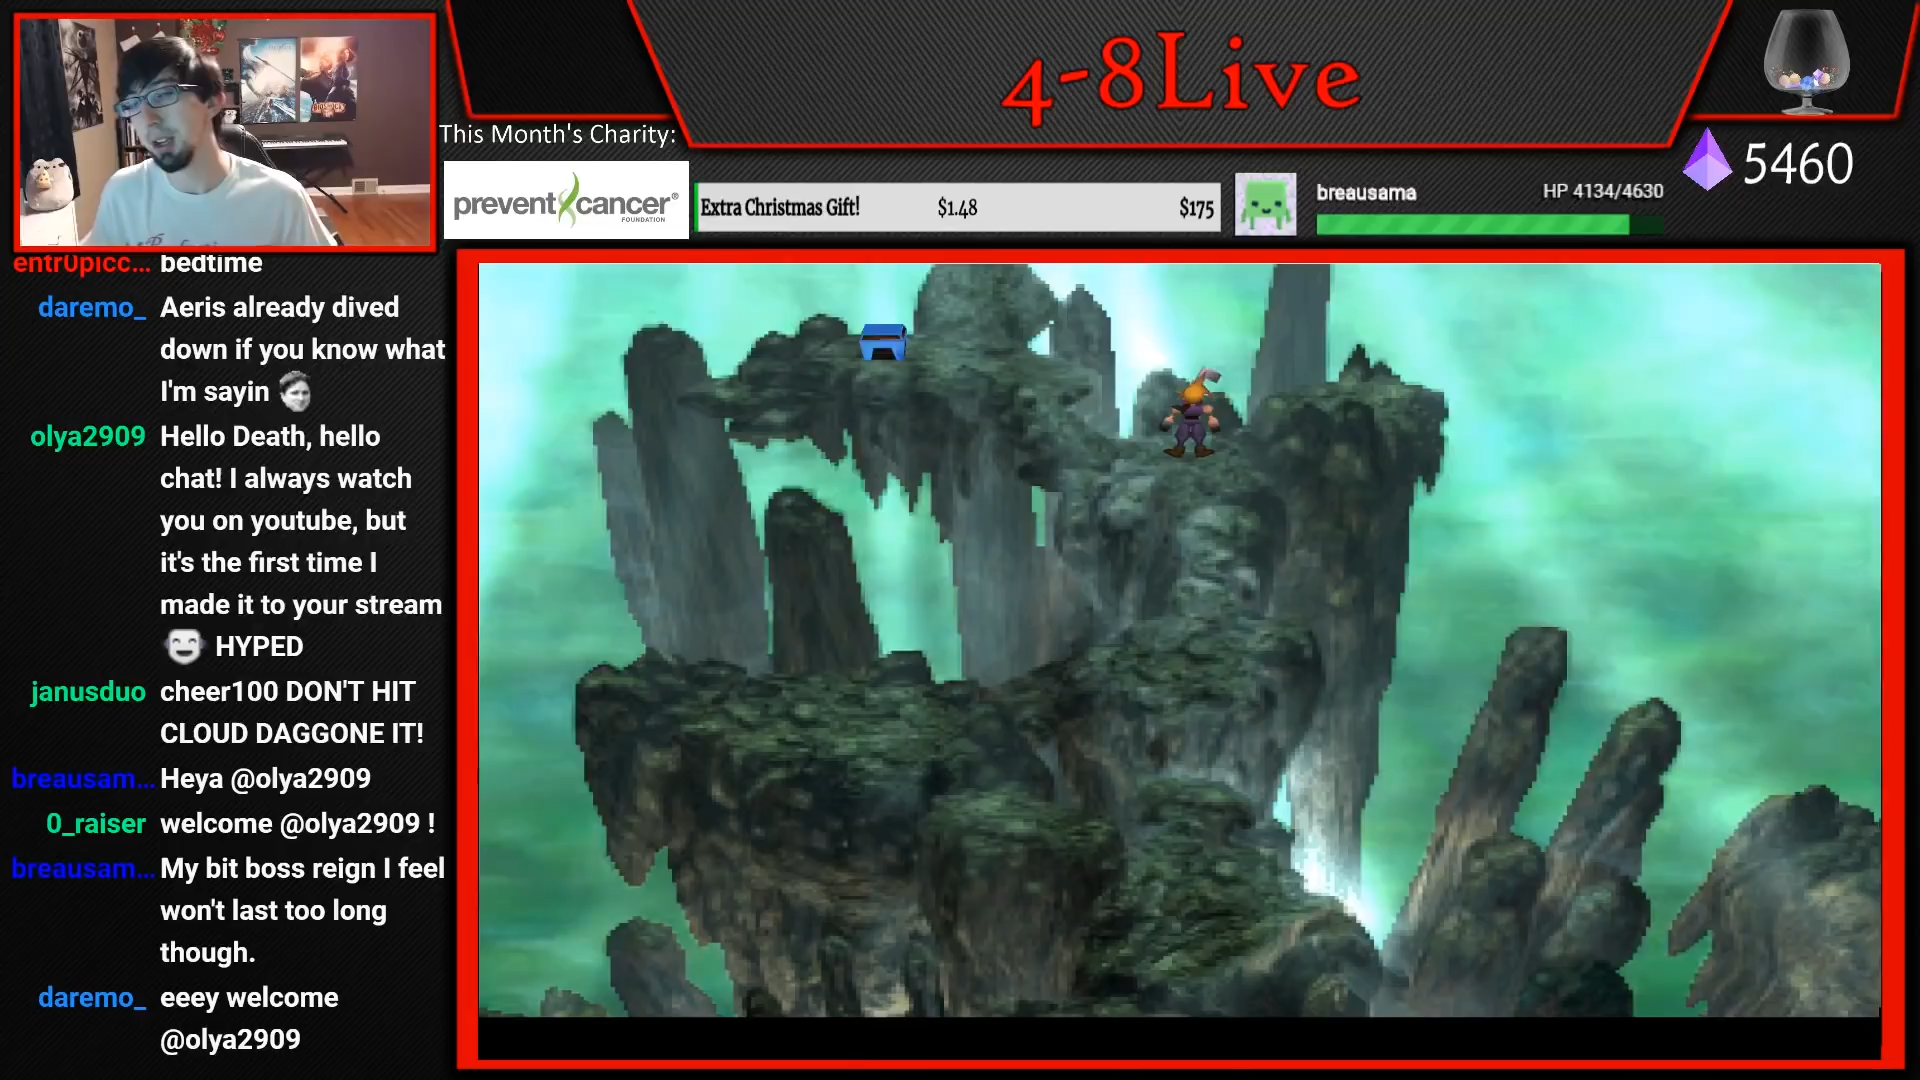 4-8Live
This Month's Charity:
prevent cancer®
FOUNDATION
Extra Christmas Gift! $1.48 $175
breausama HP 4134/4630
5460
entr0picc... bedtime
daremo_ Aeris already dived
down if you know what
I'm sayin
olya2909 Hello Death, hello
chat! I always watch
you on youtube, but
it's the first time I
made it to your stream
HYPED
janusduo cheer100 DON'T HIT
CLOUD DAGGONE IT!
breausam... Heya @olya2909
0_raiser welcome @olya2909 !
breausam... My bit boss reign I feel
won't last too long
though.
daremo_ eeey welcome
@olya2909